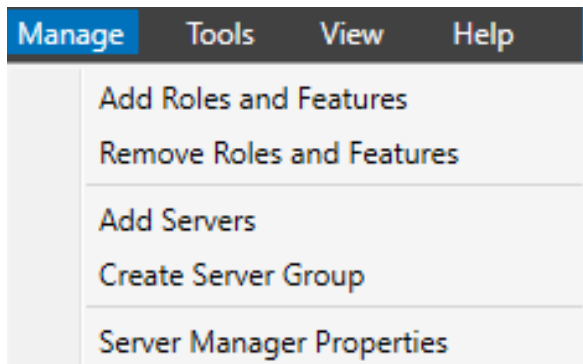 Manage Tools View Help
Add Roles and Features
Remove Roles and Features
Add Servers
Create Server Group
Server Manager Properties